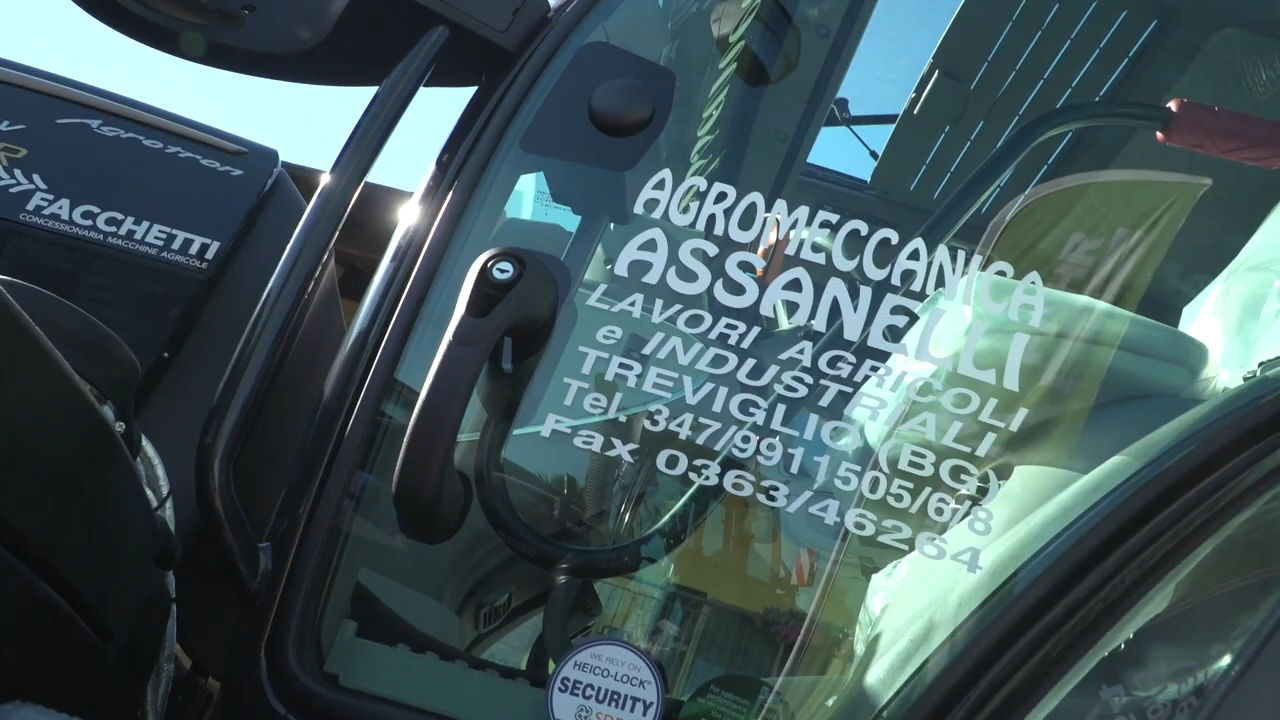 Agrotron
FACCHETTI
CONCESSIONARIA MACCHINE AGRICOLE
AGROMECCANICA
ASSANELLI
LAVORI AGRICOLI
e INDUSTRIALI
TREVIGLIO (BG)
Tel. 347/9911505/6/8
Fax 0363/46264
WE RELY ON
HEICO-LOCK®
SECURITY